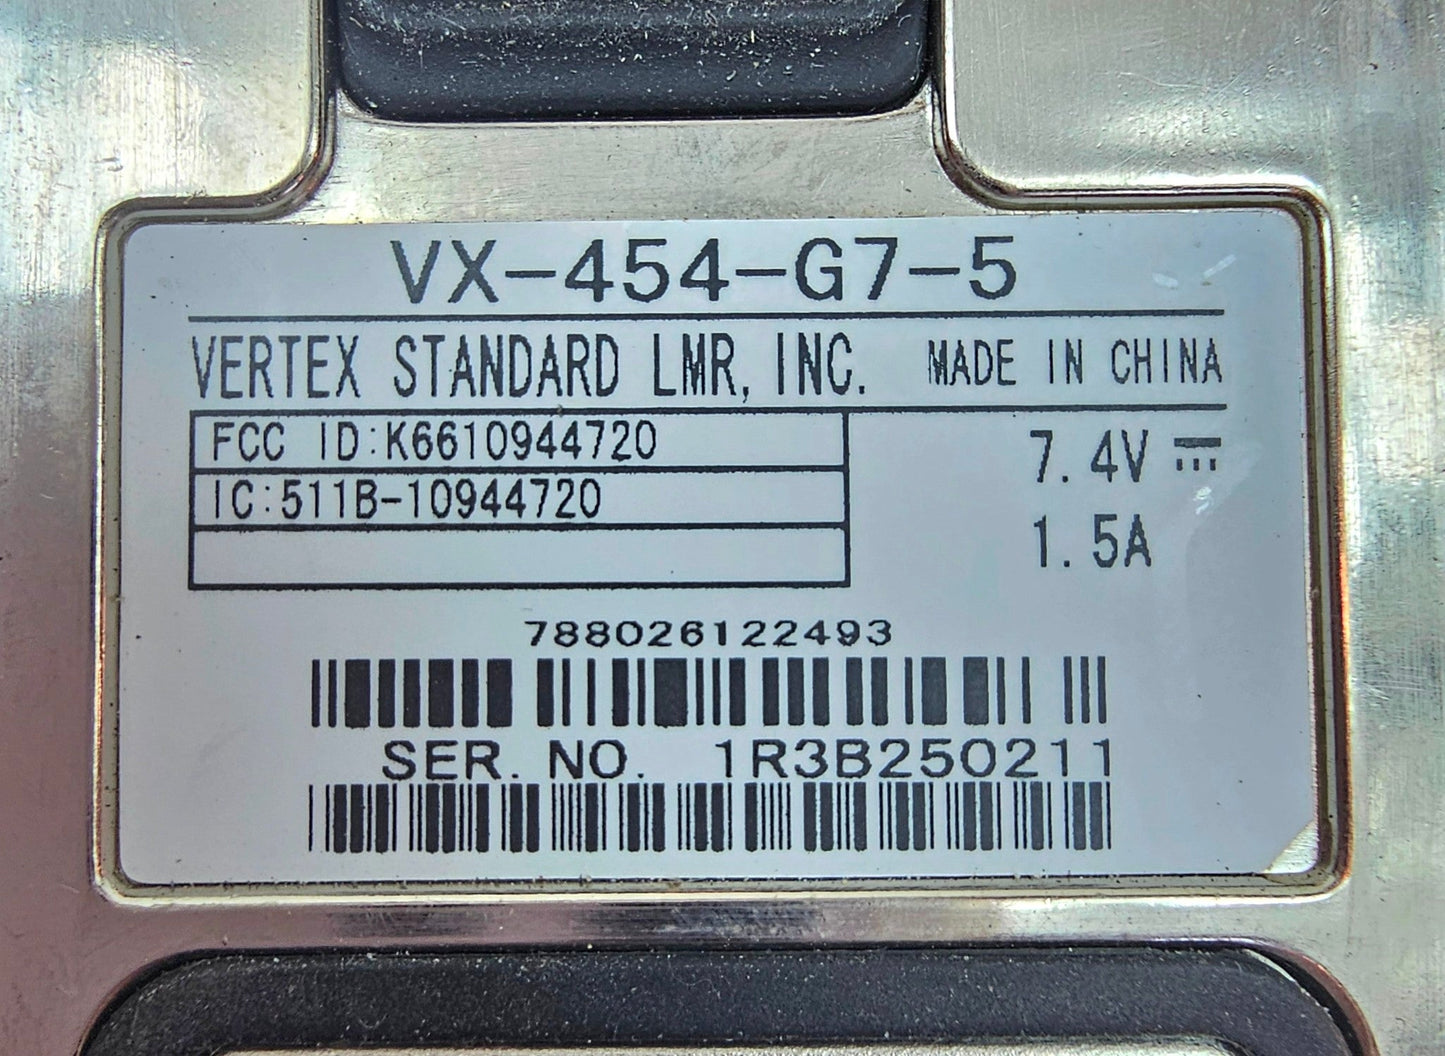 VX-454-G7-5
VERTEX STANDARD LMR, INC. MADE IN CHINA
FCC ID:K6610944720
7.4V
IC:511B-10944720
1.5A
788026122493
SER. NO. 1R3B250211